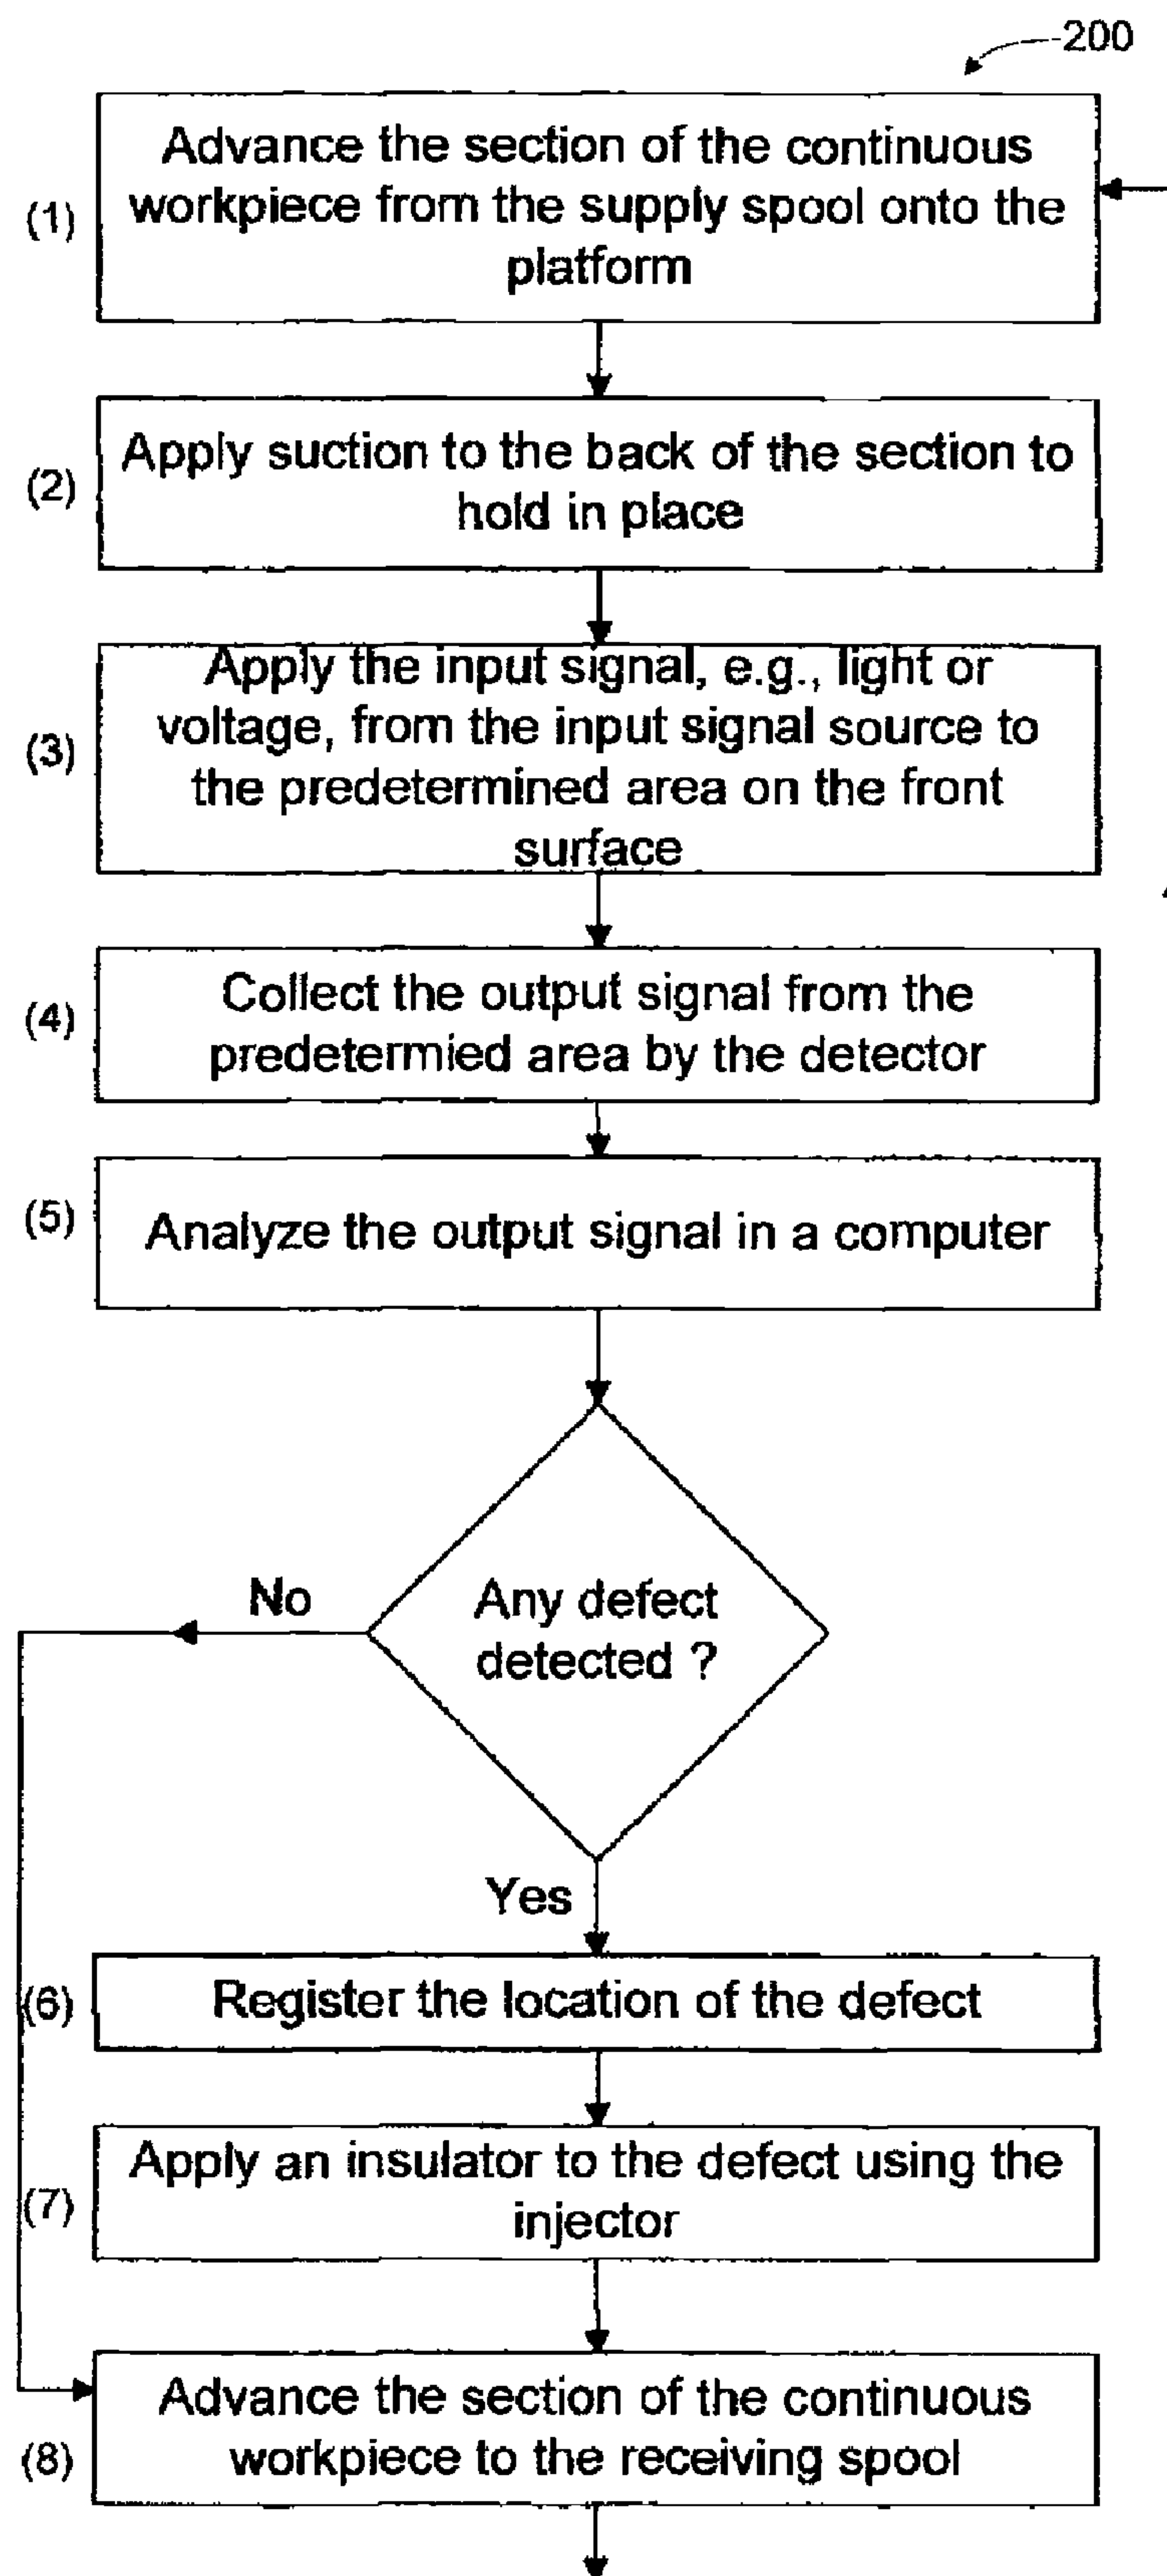 200
(1)
Advance the section of the continuous
workpiece from the supply spool onto the
platform
(2)
Apply suction to the back of the section to
hold in place
(3)
Apply the input signal, e.g., light or
voltage, from the input signal source to
the predetermined area on the front
surface
(4)
Collect the output signal from the
predetermied area by the detector
(5)
Analyze the output signal in a computer
Any defect
detected ?
No
Yes
(6)
Register the location of the defect
(7)
Apply an insulator to the defect using the
injector
(8)
Advance the section of the continuous
workpiece to the receiving spool